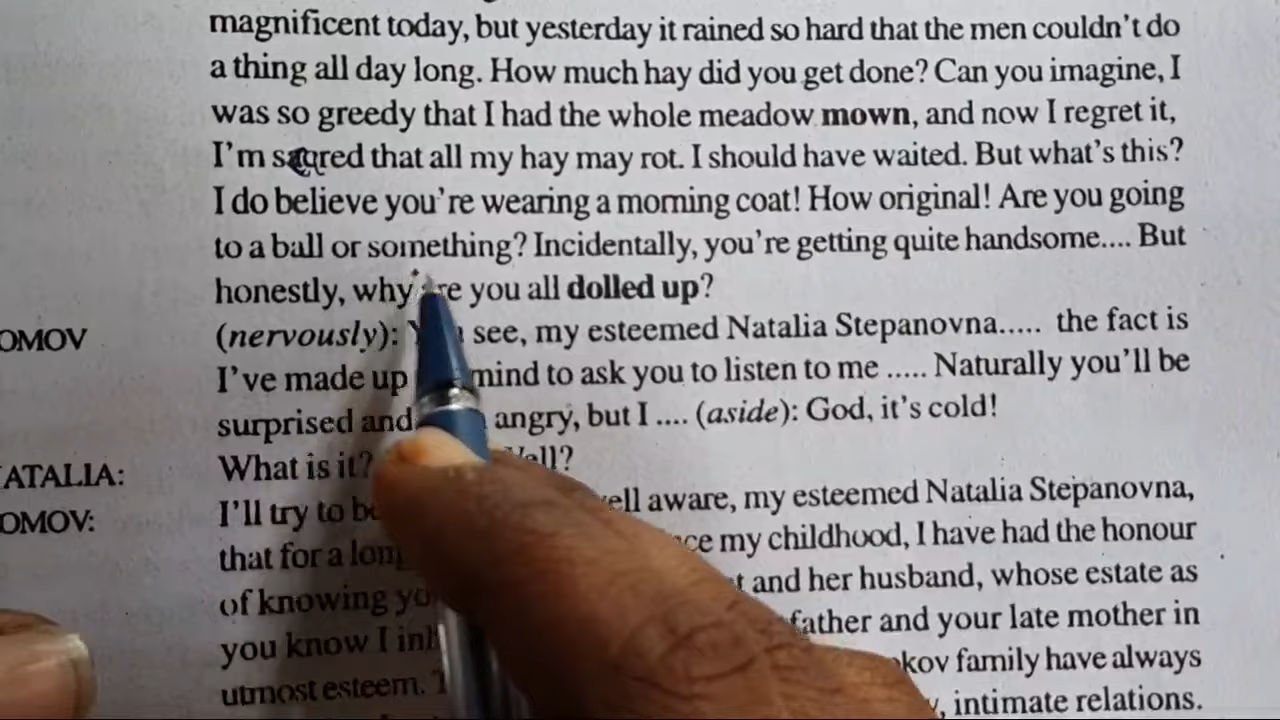 magnificent today, but yesterday it rained so hard that the men couldn't do
a thing all day long. How much hay did you get done? Can you imagine, I
was so greedy that I had the whole meadow mown, and now I regret it,
I'm scared that all my hay may rot. I should have waited. But what's this?
I do believe you're wearing a morning coat! How original! Are you going
to a ball or something? Incidentally, you're getting quite handsome.... But
honestly, why are you all dolled up?
OMOV (nervously): You see, my esteemed Natalia Stepanovna..... the fact is
I've made up mind to ask you to listen to me ..... Naturally you'll be
surprised and angry, but I .... (aside): God, it's cold!
ATALIA: What is it? Well?
OMOV: I'll try to be well aware, my esteemed Natalia Stepanovna,
that for a long my childhood, I have had the honour
of knowing and her husband, whose estate as
you know I father and your late mother in
utmost esteem. family have always
intimate relations.